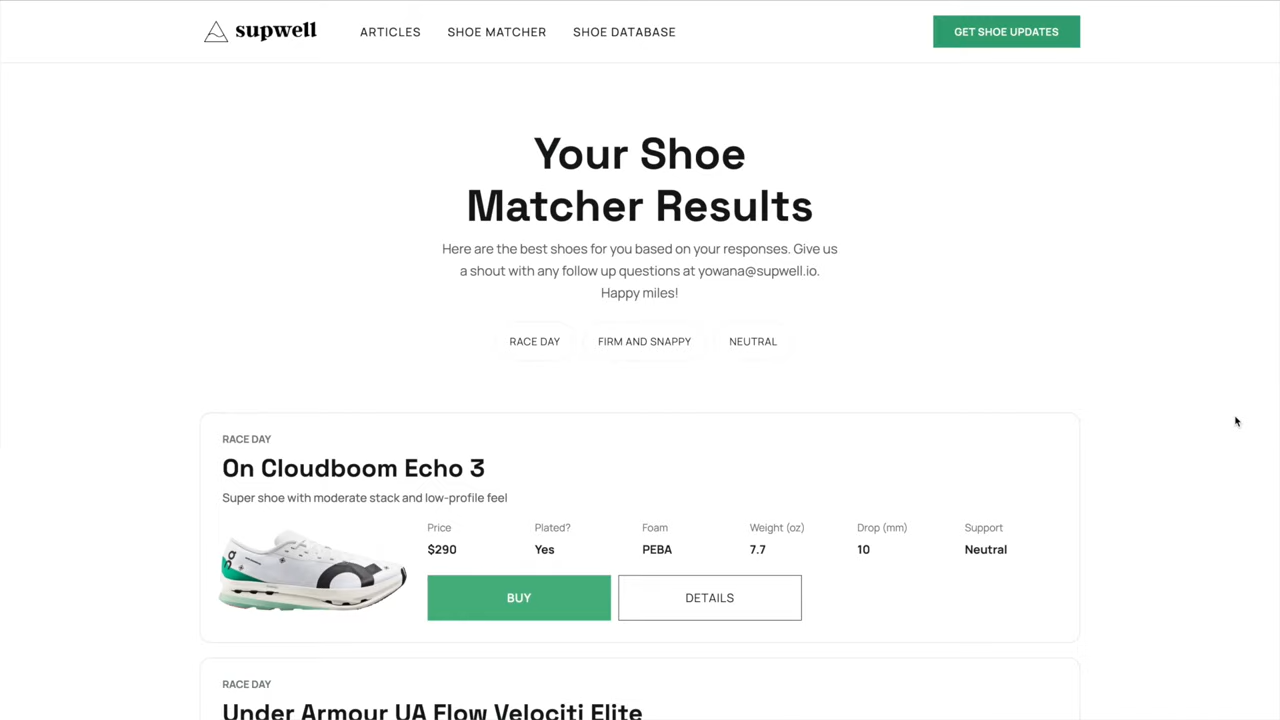 supwell
ARTICLES
SHOE MATCHER
SHOE DATABASE
GET SHOE UPDATES
Your Shoe
Matcher Results
Here are the best shoes for you based on your responses. Give us
a shout with any follow up questions at yowana@supwell.io.
Happy miles!
RACE DAY
FIRM AND SNAPPY
NEUTRAL
RACE DAY
On Cloudboom Echo 3
Super shoe with moderate stack and low-profile feel
Price
Plated?
Foam
Weight (oz)
Drop (mm)
Support
$290
Yes
PEBA
7.7
10
Neutral
BUY
DETAILS
RACE DAY
Under Armour UA Flow Velociti Elite